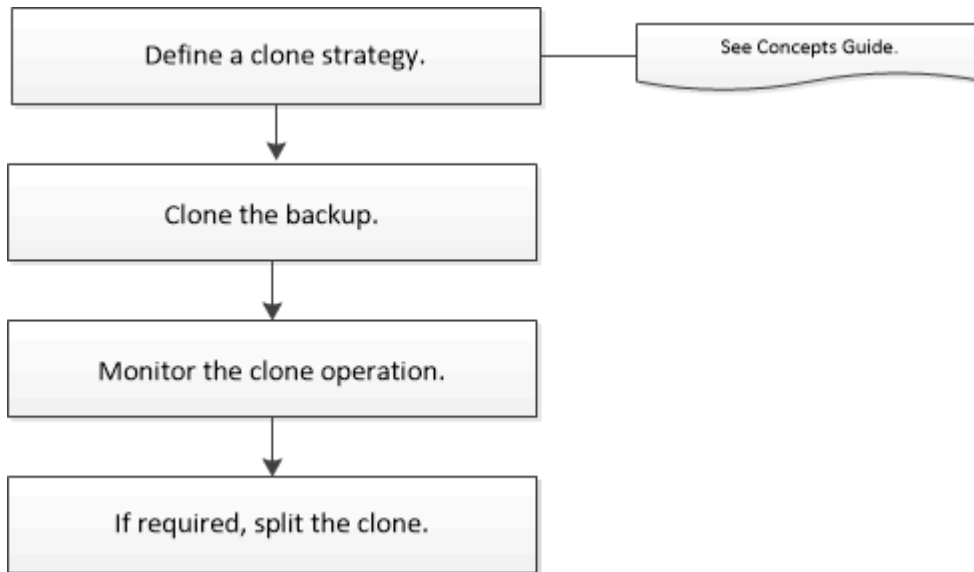 Define a clone strategy.
See Concepts Guide.
Clone the backup.
Monitor the clone operation.
If required, split the clone.